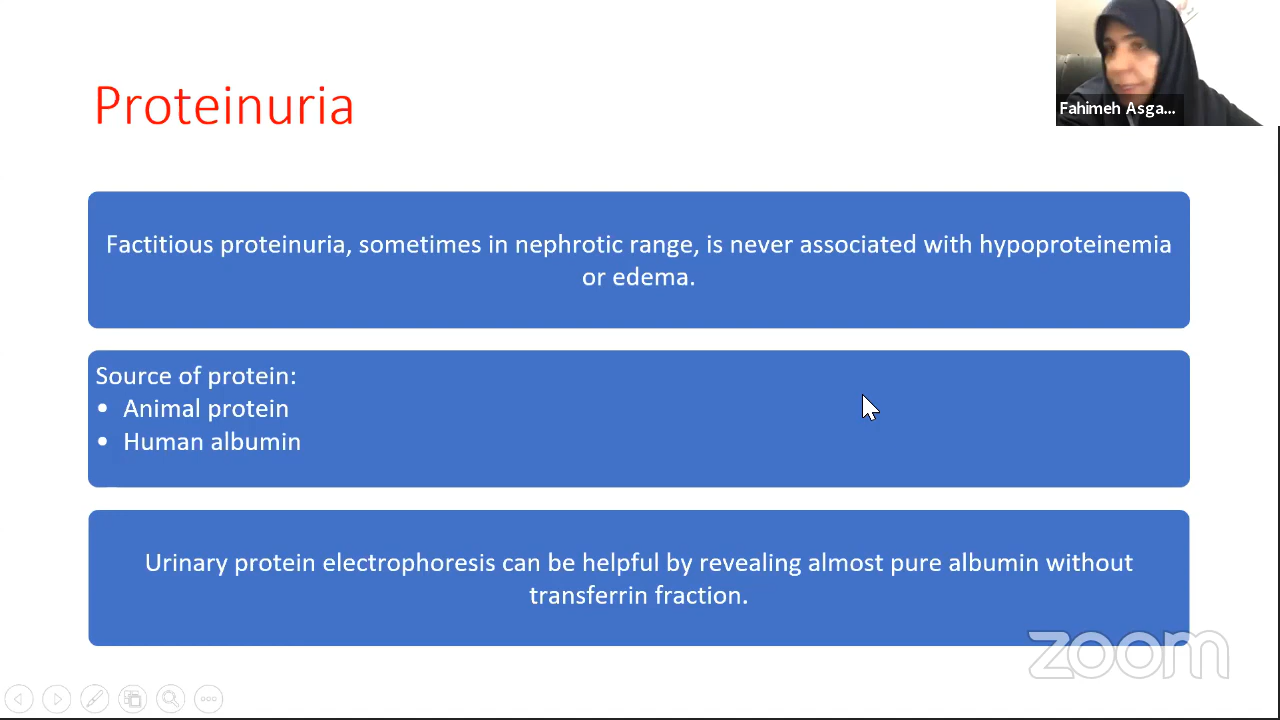 Proteinuria
Fahimeh Asga...
Factitious proteinuria, sometimes in nephrotic range, is never associated with hypoproteinemia
or edema.
Source of protein:
• Animal protein
• Human albumin
Urinary protein electrophoresis can be helpful by revealing almost pure albumin without
transferrin fraction.
zoom